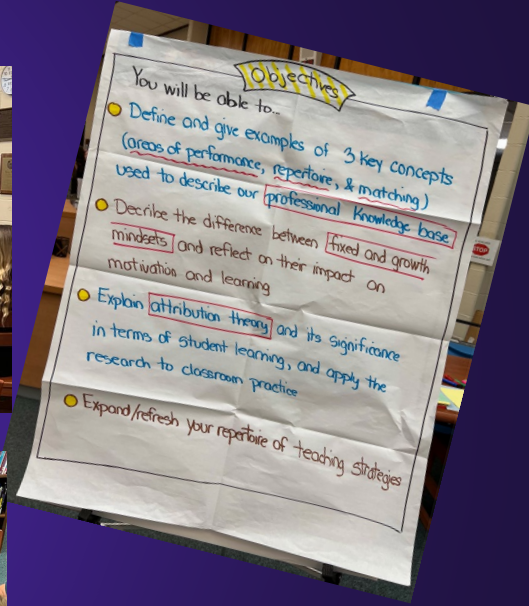 Objectives
You will be able to...
Define and give examples of 3 key concepts
(areas of performance, repertoire, & matching)
used to describe our professional knowledge base
Decribe the difference between fixed and growth
mindsets and reflect on their impact on
motivation and learning
Explain attribution theory and its significance
in terms of student learning, and apply the
research to classroom practice
Expand/refresh your repertoire of teaching strategies
STOP